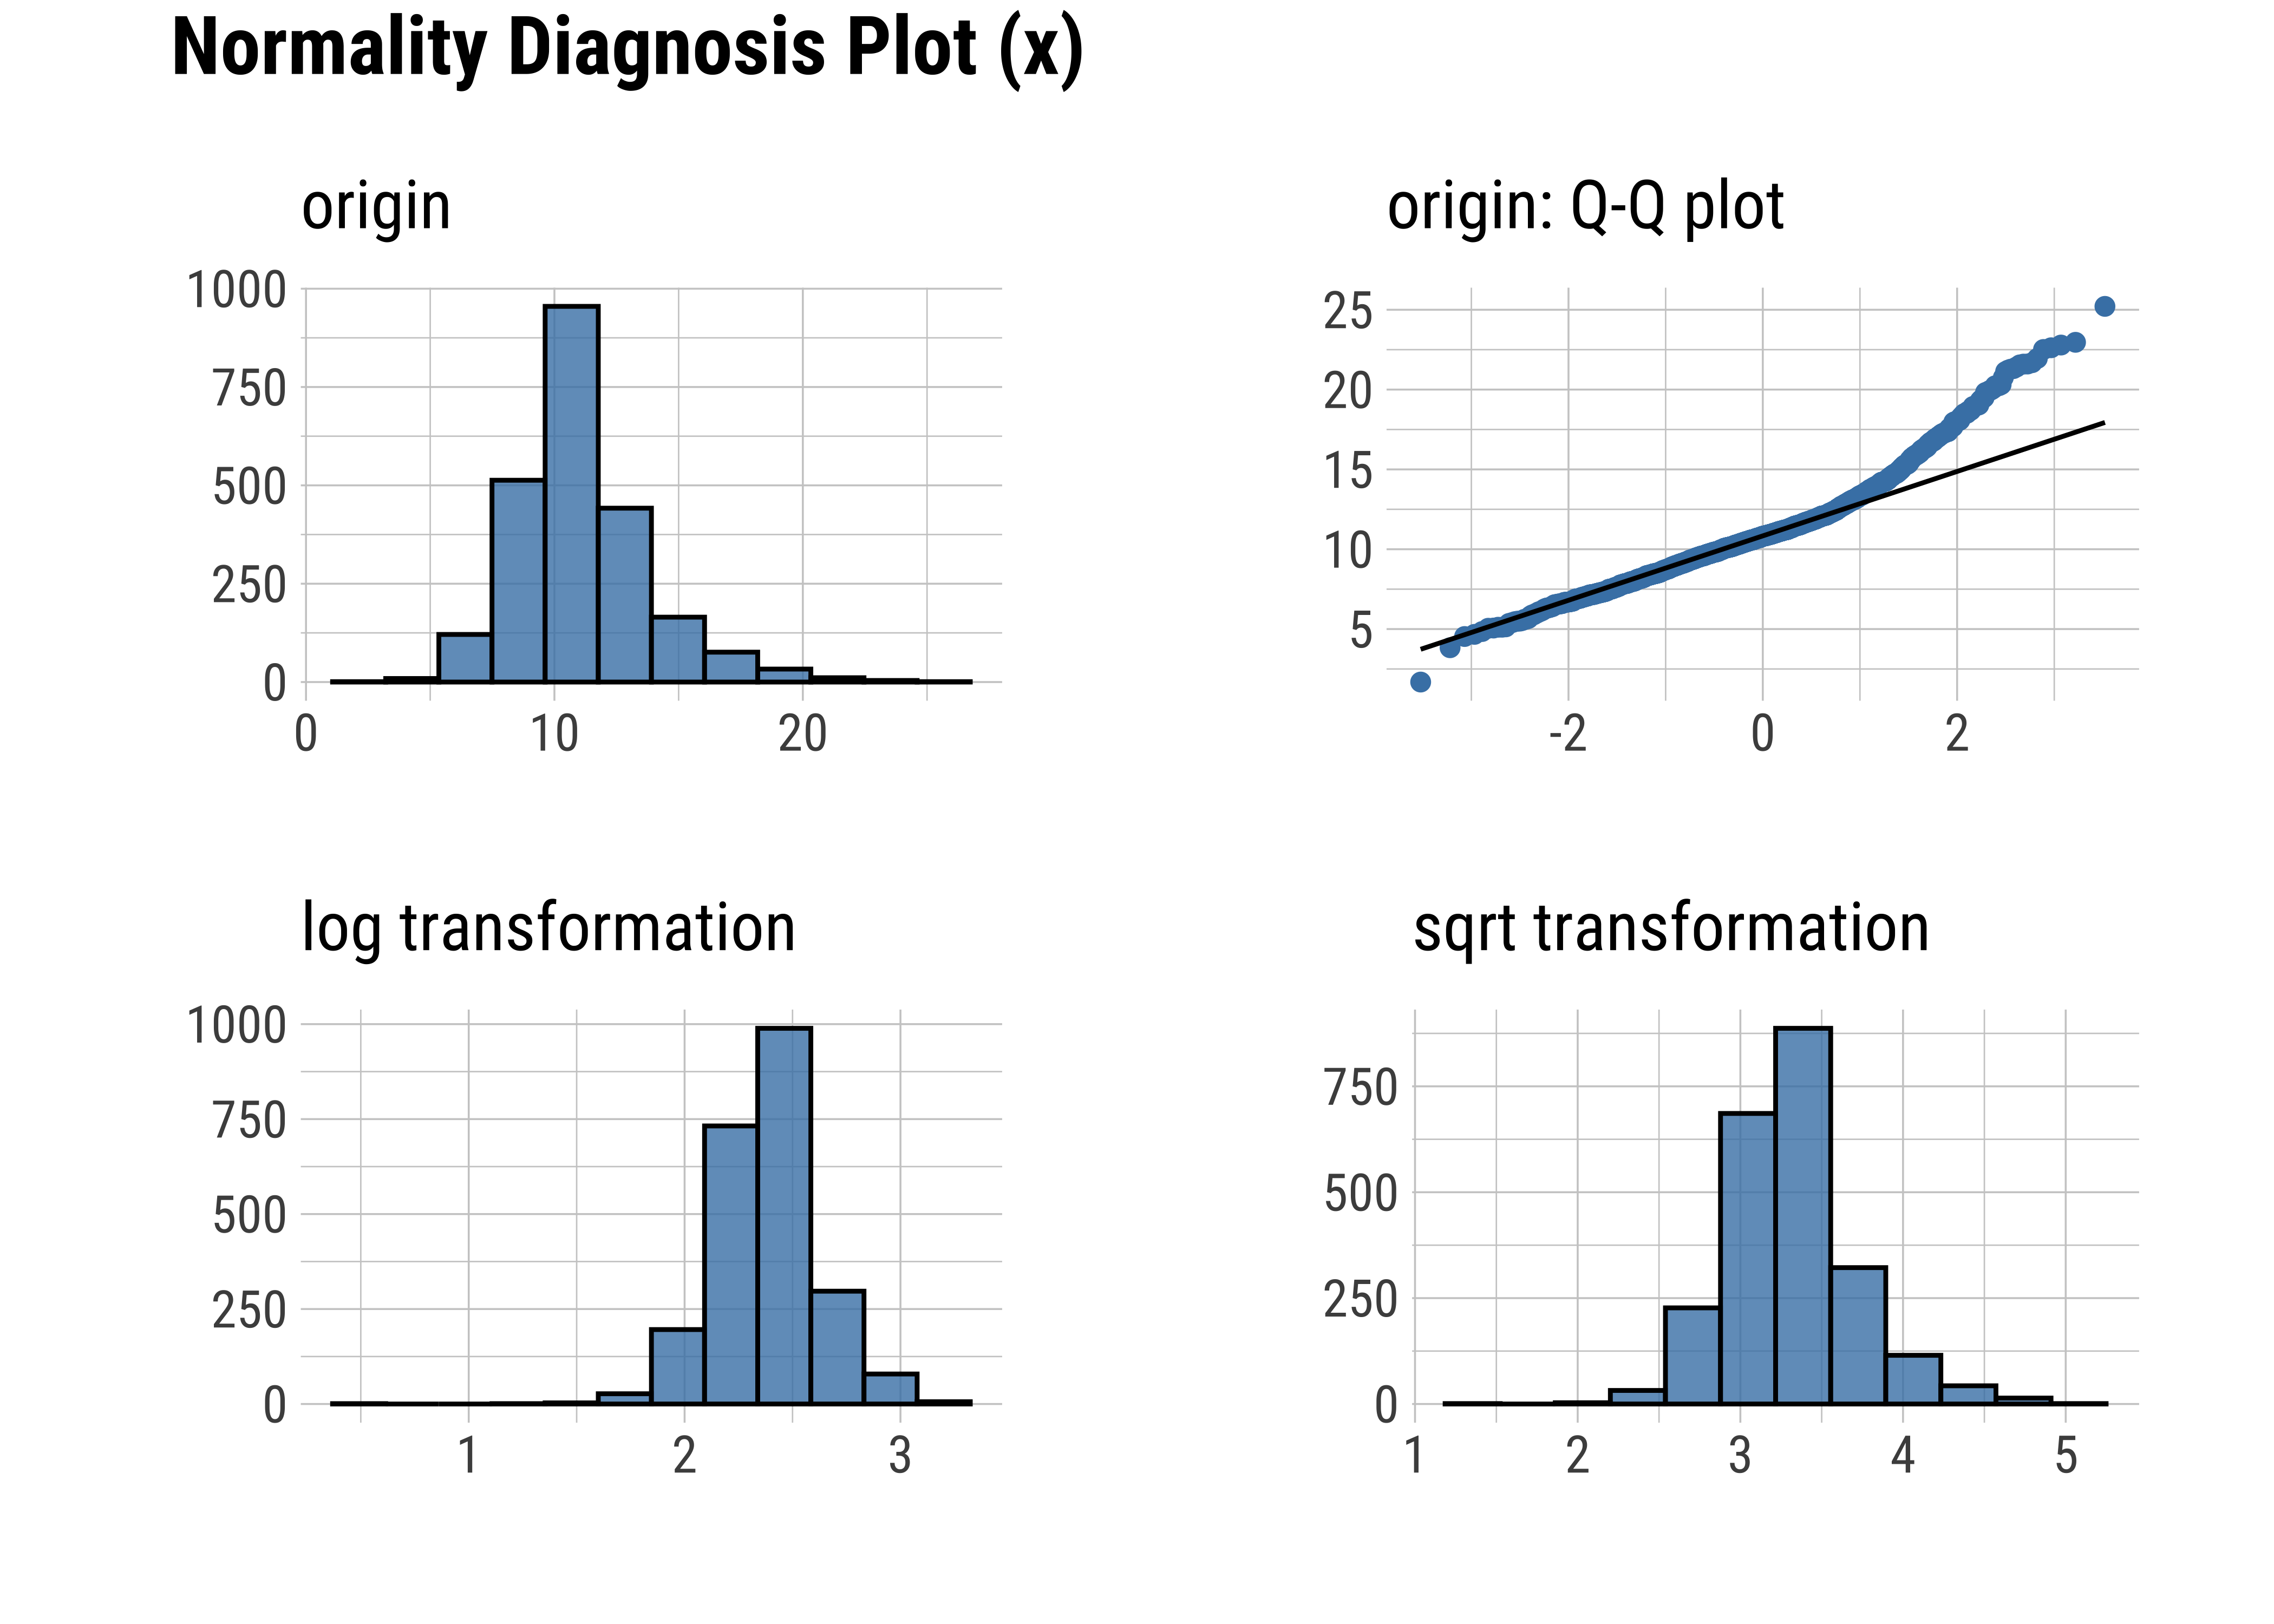 Normality Diagnosis Plot (x)
origin
1000
750
500
250
0
0 10 20
origin: Q-Q plot
25
20
15
10
5
-2 0 2
log transformation
1000
750
500
250
0
1 2 3
sqrt transformation
750
500
250
0
1 2 3 4 5